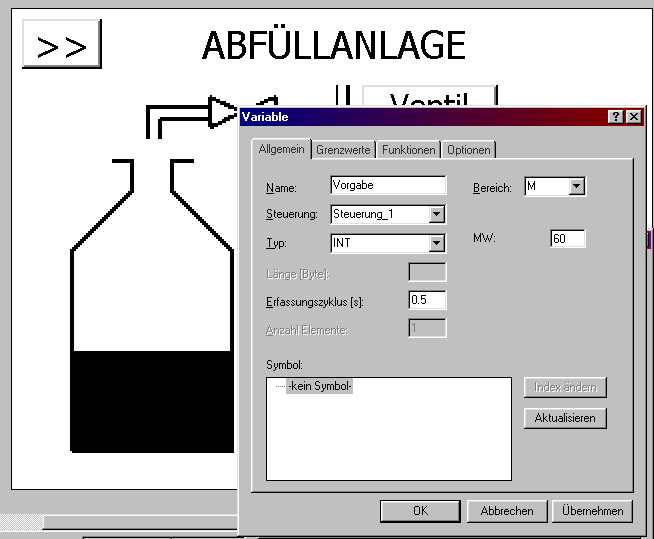 >>
ABFÜLLANLAGE
Ventil
Variable
Allgemein Grenzwerte Funktionen Optionen
Name: Vorgabe
Bereich: M
Steuerung: Steuerung_1
Typ: INT
MW: 60
Länge [Byte]:
Erfassungszyklus [s]: 0.5
Anzahl Elemente: 1
Symbol:
-kein Symbol-
Index ändern
Aktualisieren
OK Abbrechen Übernehmen